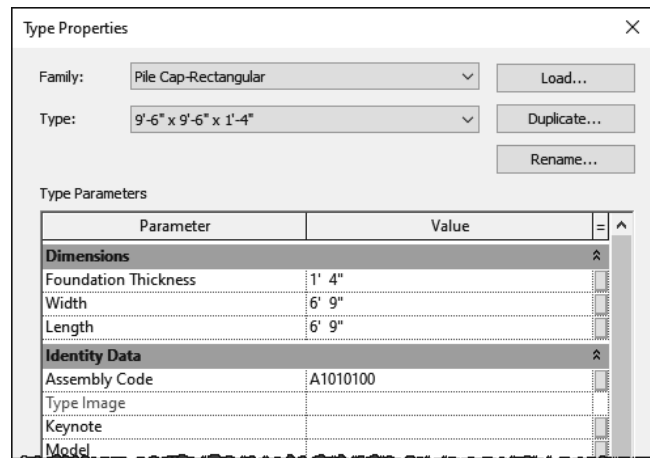 Type Properties
Family: Pile Cap-Rectangular Load...
Type: 9'-6" x 9'-6" x 1'-4" Duplicate...
Rename...
Type Parameters
Parameter Value =
Dimensions
Foundation Thickness 1' 4"
Width 6' 9"
Length 6' 9"
Identity Data
Assembly Code A1010100
Type Image
Keynote
Model